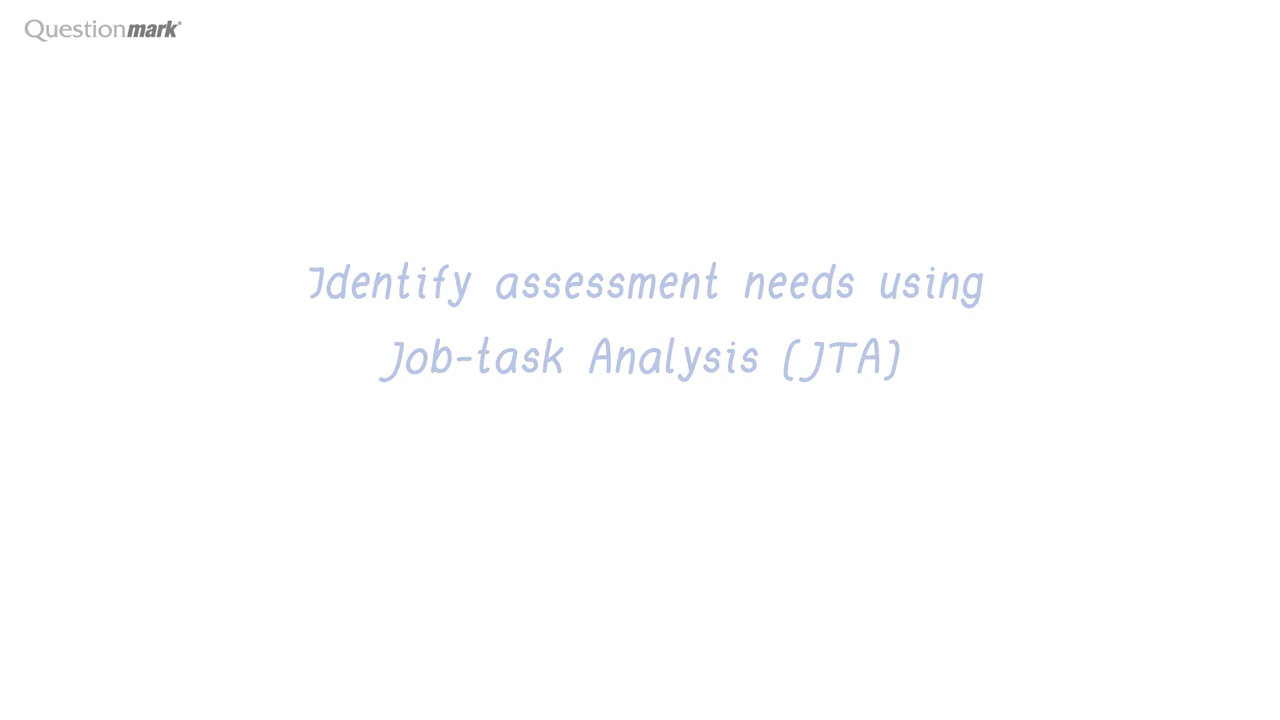 Questionmark
Identify assessment needs using
Job-task Analysis (JTA)